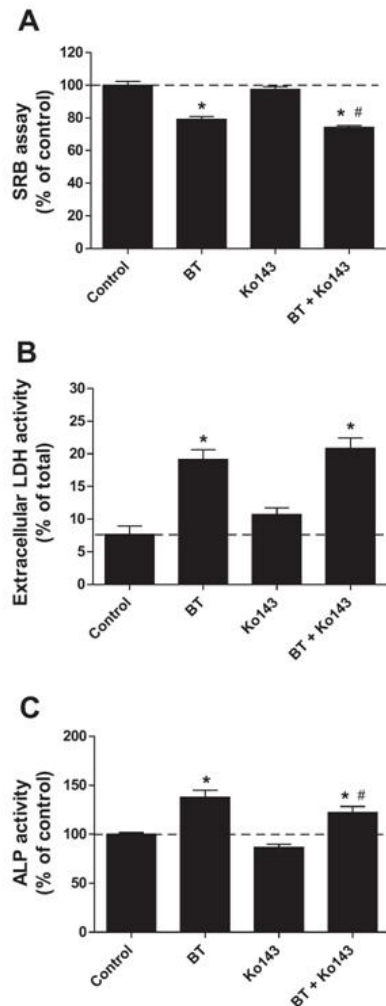 A
SRB assay
(% of control)
120
100
80
60
40
20
0
*
* #
Control
BT
Ko143
BT + Ko143
B
Extracellular LDH activity
(% of total)
30
25
20
15
10
5
0
*
*
Control
BT
Ko143
BT + Ko143
C
ALP activity
(% of control)
200
150
100
50
0
*
* #
Control
BT
Ko143
BT + Ko143